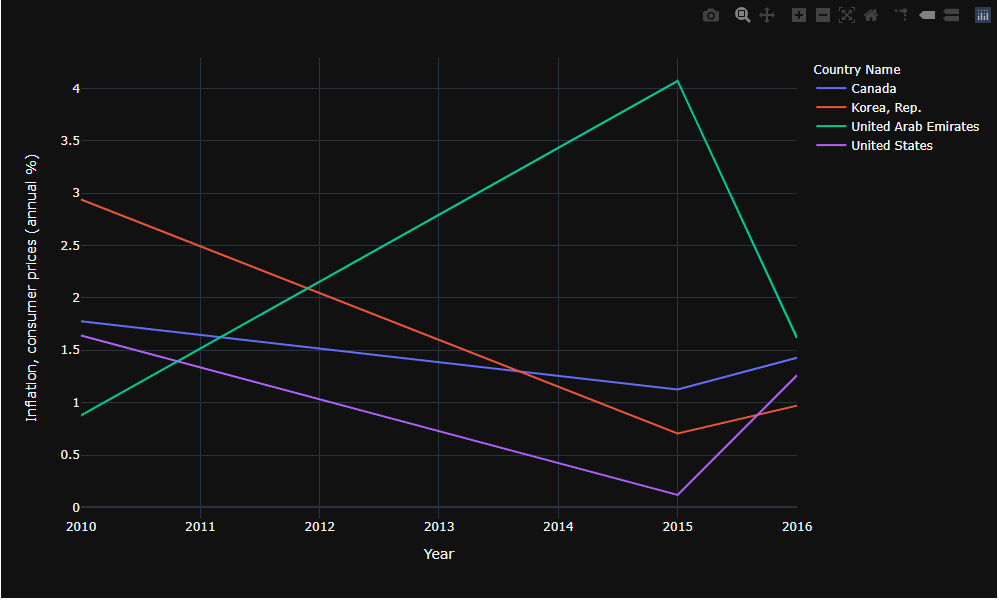 Country Name
Canada
Korea, Rep.
United Arab Emirates
United States
Inflation, consumer prices (annual %)
4
3.5
3
2.5
2
1.5
1
0.5
0
2010 2011 2012 2013 2014 2015 2016
Year